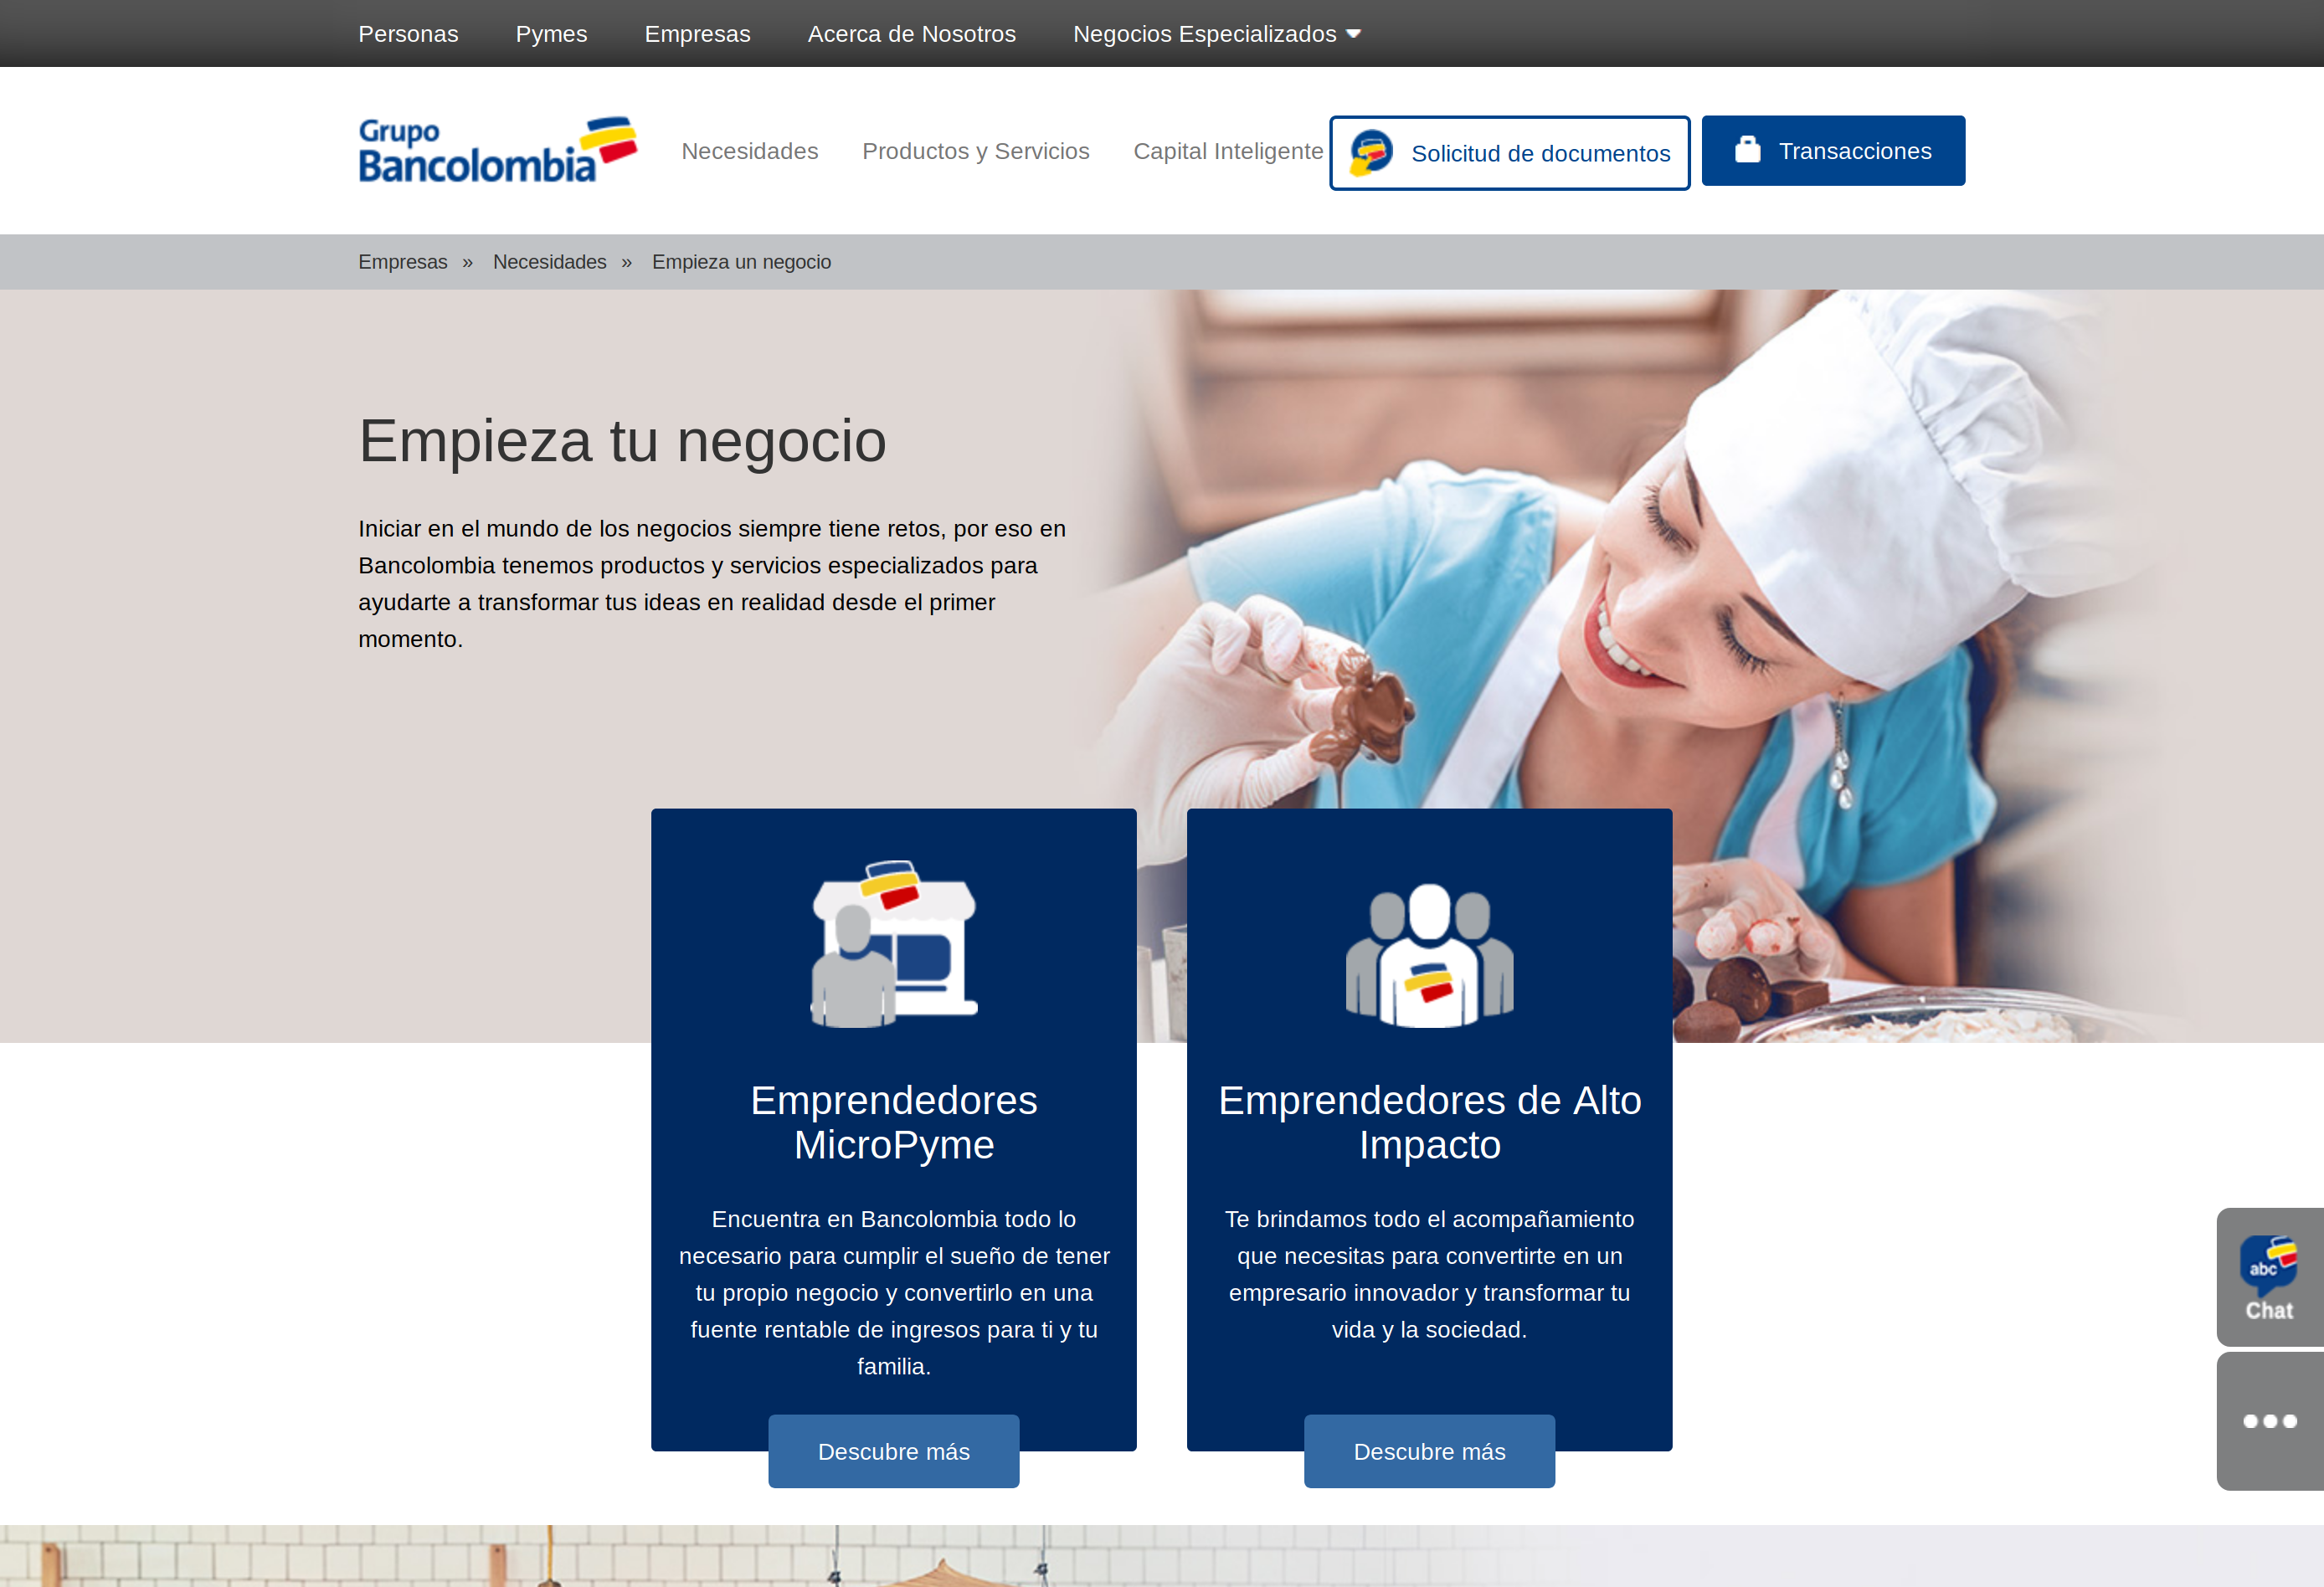 Personas Pymes Empresas Acerca de Nosotros Negocios Especializados
Grupo
Bancolombia
Necesidades Productos y Servicios Capital Inteligente Solicitud de documentos Transacciones
Empresas » Necesidades » Empieza un negocio
Empieza tu negocio
Iniciar en el mundo de los negocios siempre tiene retos, por eso en
Bancolombia tenemos productos y servicios especializados para
ayudarte a transformar tus ideas en realidad desde el primer
momento.
Emprendedores
MicroPyme
Encuentra en Bancolombia todo lo
necesario para cumplir el sueño de tener
tu propio negocio y convertirlo en una
fuente rentable de ingresos para ti y tu
familia.
Descubre más
Emprendedores de Alto
Impacto
Te brindamos todo el acompañamiento
que necesitas para convertirte en un
empresario innovador y transformar tu
vida y la sociedad.
Descubre más
abc
Chat